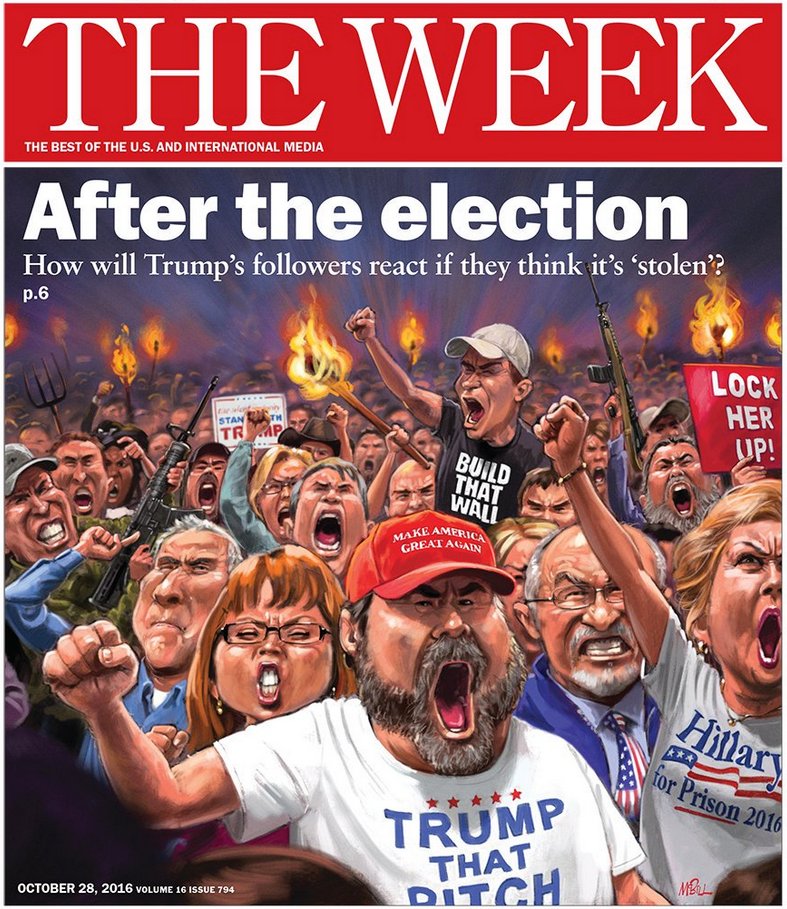 THE WEEK
THE BEST OF THE U.S. AND INTERNATIONAL MEDIA
After the election
How will Trump's followers react if they think it's 'stolen'?
p.6
STAND WITH
TRUMP
LOCK
HER
UP!
BUILD
THAT
WALL
MAKE AMERICA
GREAT AGAIN
Hillary
for Prison 2016
TRUMP
THAT
BITCH
OCTOBER 28, 2016 VOLUME 16 ISSUE 794